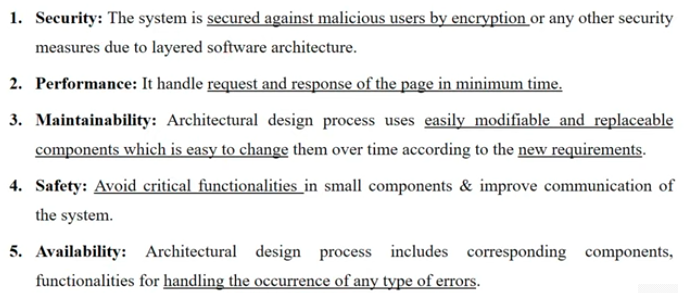 1. Security: The system is secured against malicious users by encryption or any other security
measures due to layered software architecture.
2. Performance: It handle request and response of the page in minimum time.
3. Maintainability: Architectural design process uses easily modifiable and replaceable
components which is easy to change them over time according to the new requirements.
4. Safety: Avoid critical functionalities in small components & improve communication of
the system.
5. Availability: Architectural design process includes corresponding components,
functionalities for handling the occurrence of any type of errors.